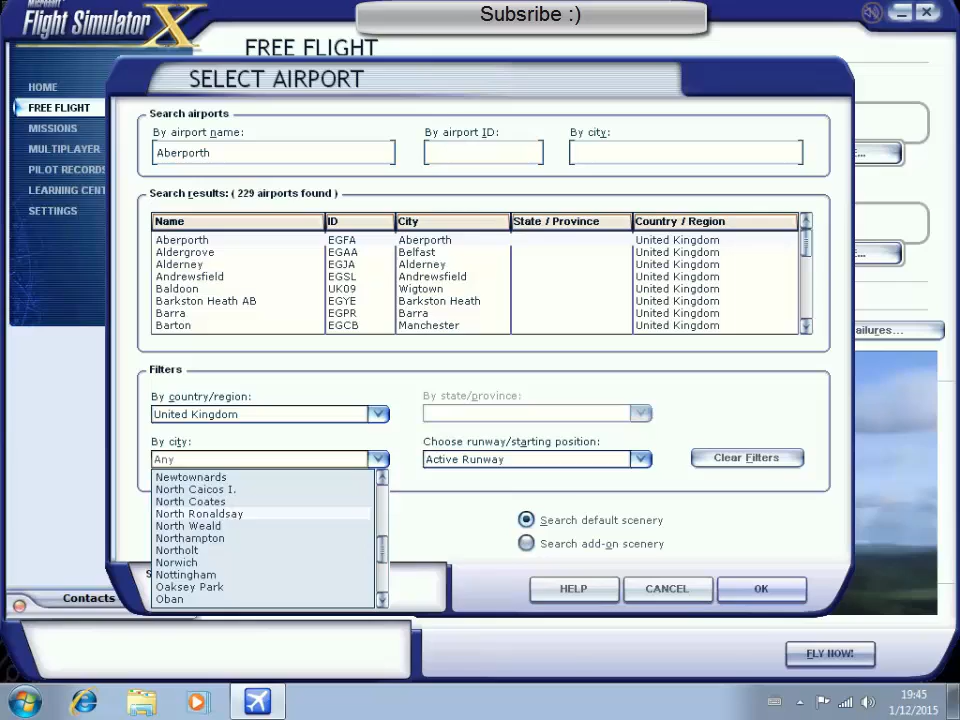 Microsoft
Flight Simulator X
Subsribe :)
FREE FLIGHT
HOME
FREE FLIGHT
MISSIONS
MULTIPLAYER
PILOT RECORDS
LEARNING CENT
SETTINGS
SELECT AIRPORT
Search airports
By airport name:
By airport ID:
By city:
Aberporth
Search results: ( 229 airports found )
Name ID City State / Province Country / Region
Aberporth EGFA Aberporth United Kingdom
Aldergrove EGAA Belfast United Kingdom
Alderney EGJA Alderney United Kingdom
Andrewsfield EGSL Andrewsfield United Kingdom
Baldoon UK09 Wigtown United Kingdom
Barkston Heath AB EGYE Barkston Heath United Kingdom
Barra EGPR Barra United Kingdom
Barton EGCB Manchester United Kingdom
E...
E...
ailures...
Filters
By country/region:
By state/province:
United Kingdom
By city:
Choose runway/starting position:
Any
Active Runway
Clear Filters
Newtownards
North Caicos I.
North Coates
North Ronaldsay
North Weald
Northampton
Northolt
Norwich
Nottingham
Oaksey Park
Oban
Search default scenery
Search add-on scenery
S
HELP
CANCEL
OK
Contacts
FLY NOW!
19:45
1/12/2015